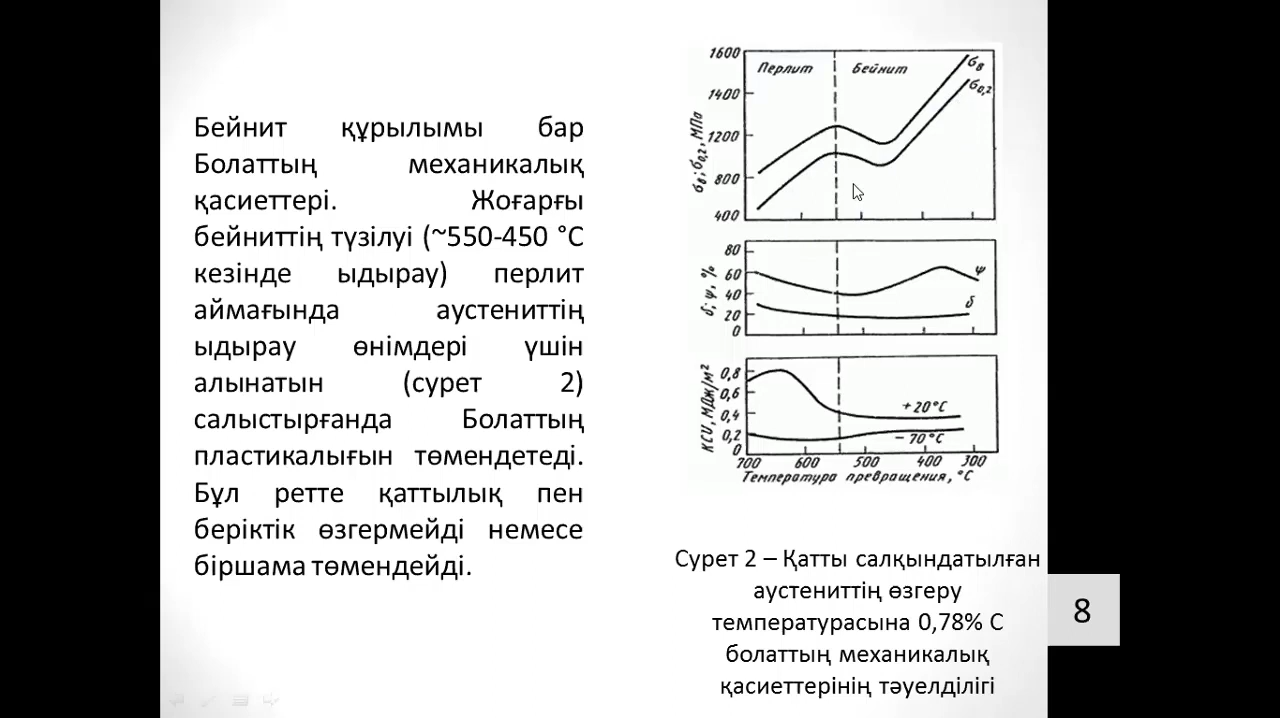 Бейнит құрылымы бар
Болаттың механикалық
қасиеттері. Жоғарғы
бейниттің түзілуі (~550-450 °C
кезінде ыдырау) перлит
аймағында аустениттің
ыдырау өнімдері үшін
алынатын (сурет 2)
салыстырғанда Болаттың
пластикалығын төмендетеді.
Бұл ретте қаттылық пен
беріктік өзгермейді немесе
біршама төмендейді.
1600
1400
1200
800
400
σв; σ0,2, МПа
Перлит
Бейнит
σв
σ0,2
80
60
40
20
0
δ; ψ, %
ψ
δ
0,8
0,6
0,4
0,2
0
KCU, МДж/м²
+20°C
–70°C
700 600 500 400 300
Температура превращения, °C
Сурет 2 – Қатты салқындатылған
аустениттің өзгеру
температурасына 0,78% С
болаттың механикалық
қасиеттерінің тәуелділігі
8